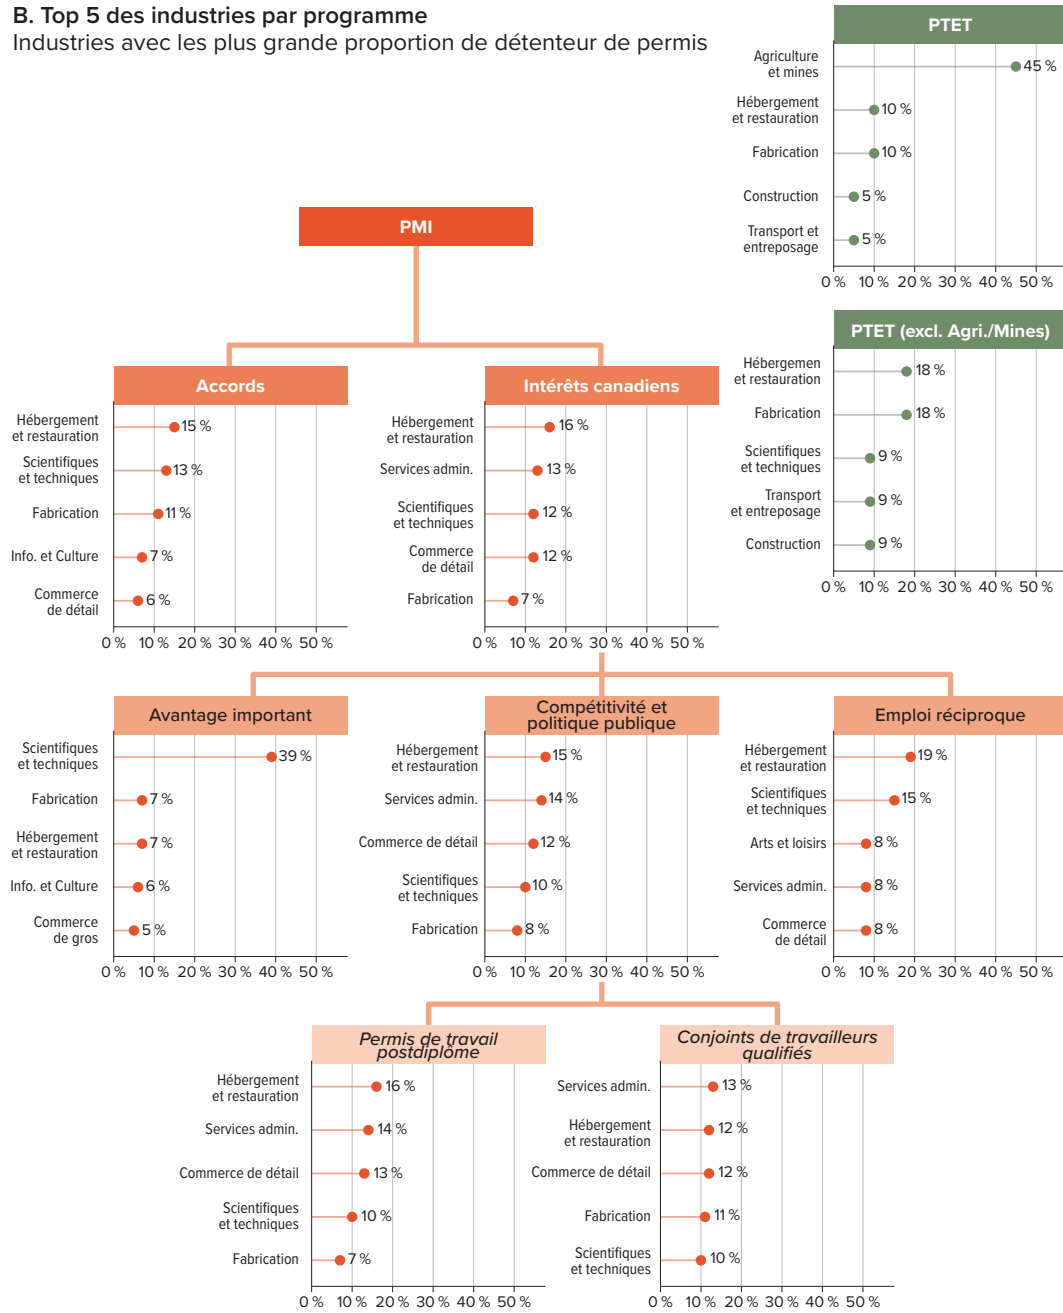 B. Top 5 des industries par programme
Industries avec les plus grande proportion de détenteur de permis
PTET
Agriculture
et mines
45 %
Hébergement
et restauration
10 %
Fabrication
10 %
Construction
5 %
Transport et
entreposage
5 %
0 % 10 % 20 % 30 % 40 % 50 %
PTET (excl. Agri./Mines)
Hébergemen
et restauration
18 %
Fabrication
18 %
Scientifiques
et techniques
9 %
Transport
et entreposage
9 %
Construction
9 %
0 % 10 % 20 % 30 % 40 % 50 %
PMI
Accords
Hébergement
et restauration
15 %
Scientifiques
et techniques
13 %
Fabrication
11 %
Info. et Culture
7 %
Commerce
de détail
6 %
0 % 10 % 20 % 30 % 40 % 50 %
Intérêts canadiens
Hébergement
et restauration
16 %
Services admin.
13 %
Scientifiques
et techniques
12 %
Commerce
de détail
12 %
Fabrication
7 %
0 % 10 % 20 % 30 % 40 % 50 %
Avantage important
Scientifiques
et techniques
39 %
Fabrication
7 %
Hébergement
et restauration
7 %
Info. et Culture
6 %
Commerce
de gros
5 %
0 % 10 % 20 % 30 % 40 % 50 %
Compétitivité et
politique publique
Hébergement
et restauration
15 %
Services admin.
14 %
Commerce de détail
12 %
Scientifiques
et techniques
10 %
Fabrication
8 %
0 % 10 % 20 % 30 % 40 % 50 %
Emploi réciproque
Hébergement
et restauration
19 %
Scientifiques
et techniques
15 %
Arts et loisirs
8 %
Services admin.
8 %
Commerce
de détail
8 %
0 % 10 % 20 % 30 % 40 % 50 %
Permis de travail
postdiplôme
Hébergement
et restauration
16 %
Services admin.
14 %
Commerce de détail
13 %
Scientifiques
et techniques
10 %
Fabrication
7 %
0 % 10 % 20 % 30 % 40 % 50 %
Conjoints de travailleurs
qualifiés
Services admin.
13 %
Hébergement
et restauration
12 %
Commerce de détail
12 %
Fabrication
11 %
Scientifiques
et techniques
10 %
0 % 10 % 20 % 30 % 40 % 50 %